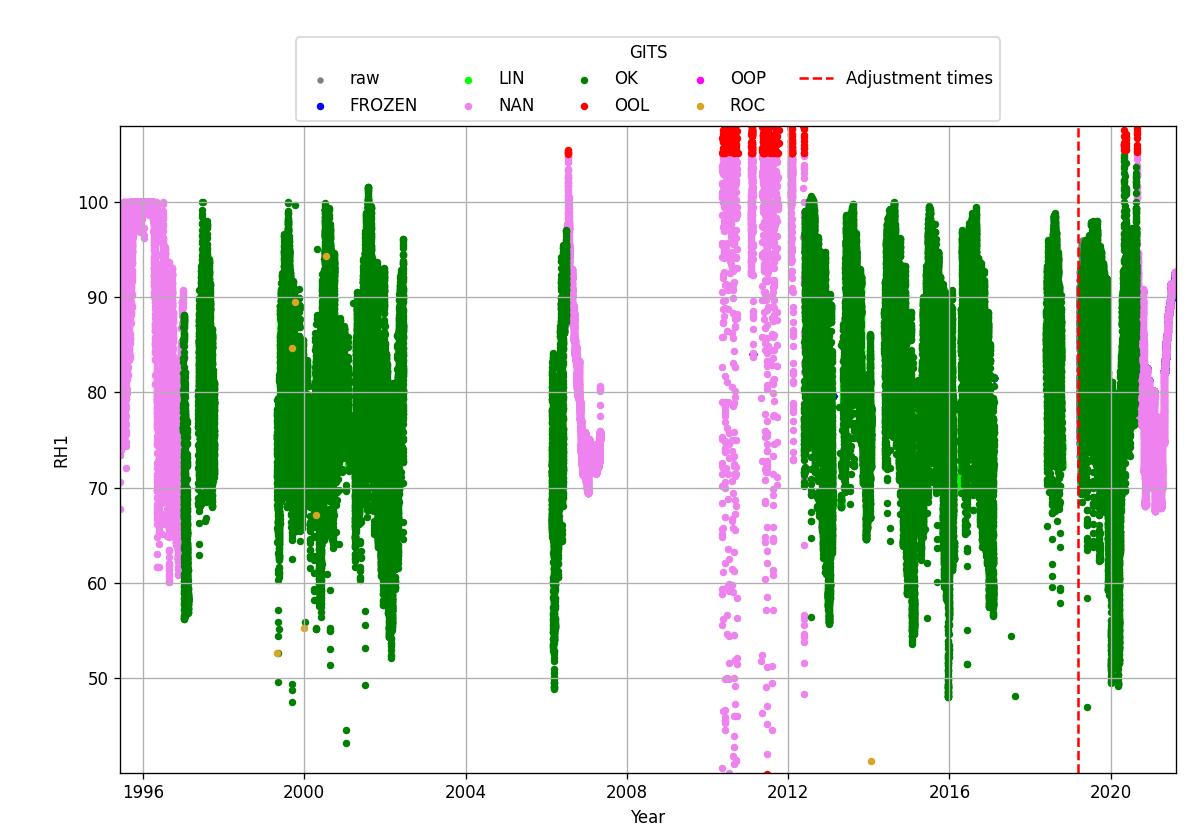 GITS
raw LIN OK OOP Adjustment times
FROZEN NAN OOL ROC
100
90
80
70
60
50
RH1
1996 2000 2004 2008 2012 2016 2020
Year